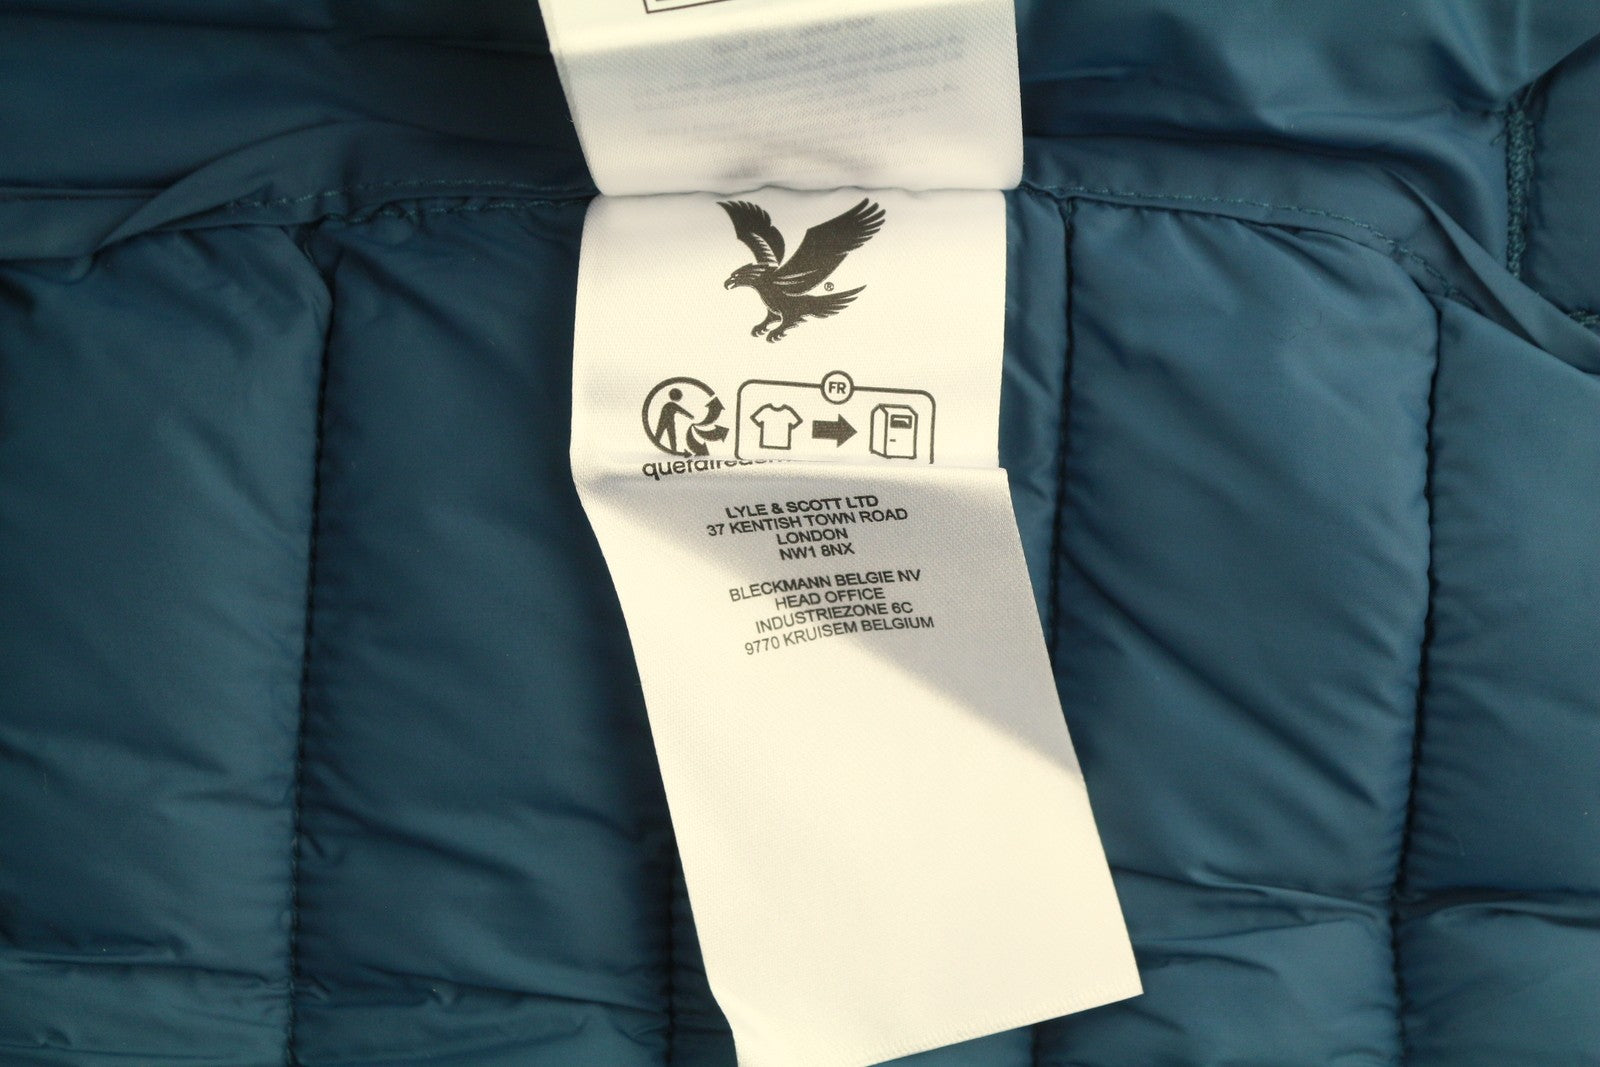 ®
FR
LYLE & SCOTT LTD
37 KENTISH TOWN ROAD
LONDON
NW1 8NX
BLECKMANN BELGIE NV
HEAD OFFICE
INDUSTRIEZONE 6C
9770 KRUISEM BELGIUM